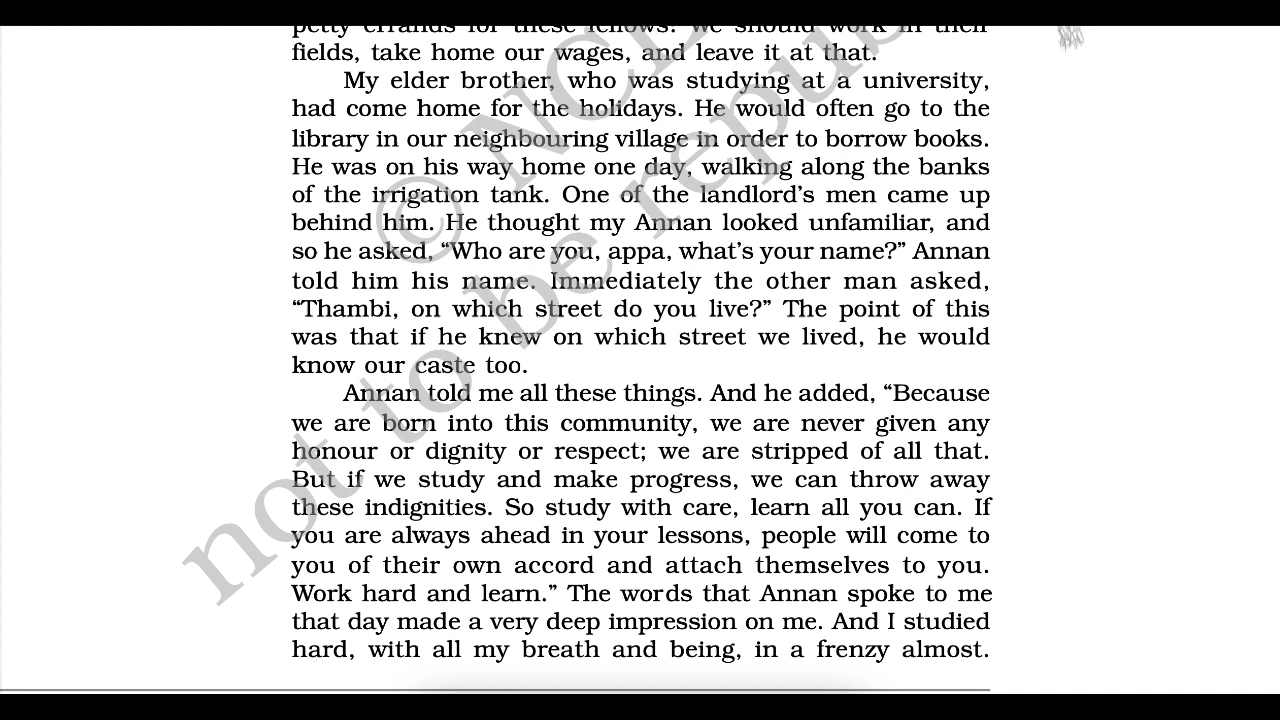 petty errands for these fellows. We should work in their
fields, take home our wages, and leave it at that.
My elder brother, who was studying at a university,
had come home for the holidays. He would often go to the
library in our neighbouring village in order to borrow books.
He was on his way home one day, walking along the banks
of the irrigation tank. One of the landlord’s men came up
behind him. He thought my Annan looked unfamiliar, and
so he asked, “Who are you, appa, what’s your name?” Annan
told him his name. Immediately the other man asked,
“Thambi, on which street do you live?” The point of this
was that if he knew on which street we lived, he would
know our caste too.
Annan told me all these things. And he added, “Because
we are born into this community, we are never given any
honour or dignity or respect; we are stripped of all that.
But if we study and make progress, we can throw away
these indignities. So study with care, learn all you can. If
you are always ahead in your lessons, people will come to
you of their own accord and attach themselves to you.
Work hard and learn.” The words that Annan spoke to me
that day made a very deep impression on me. And I studied
hard, with all my breath and being, in a frenzy almost.
© NCE
not to be republ